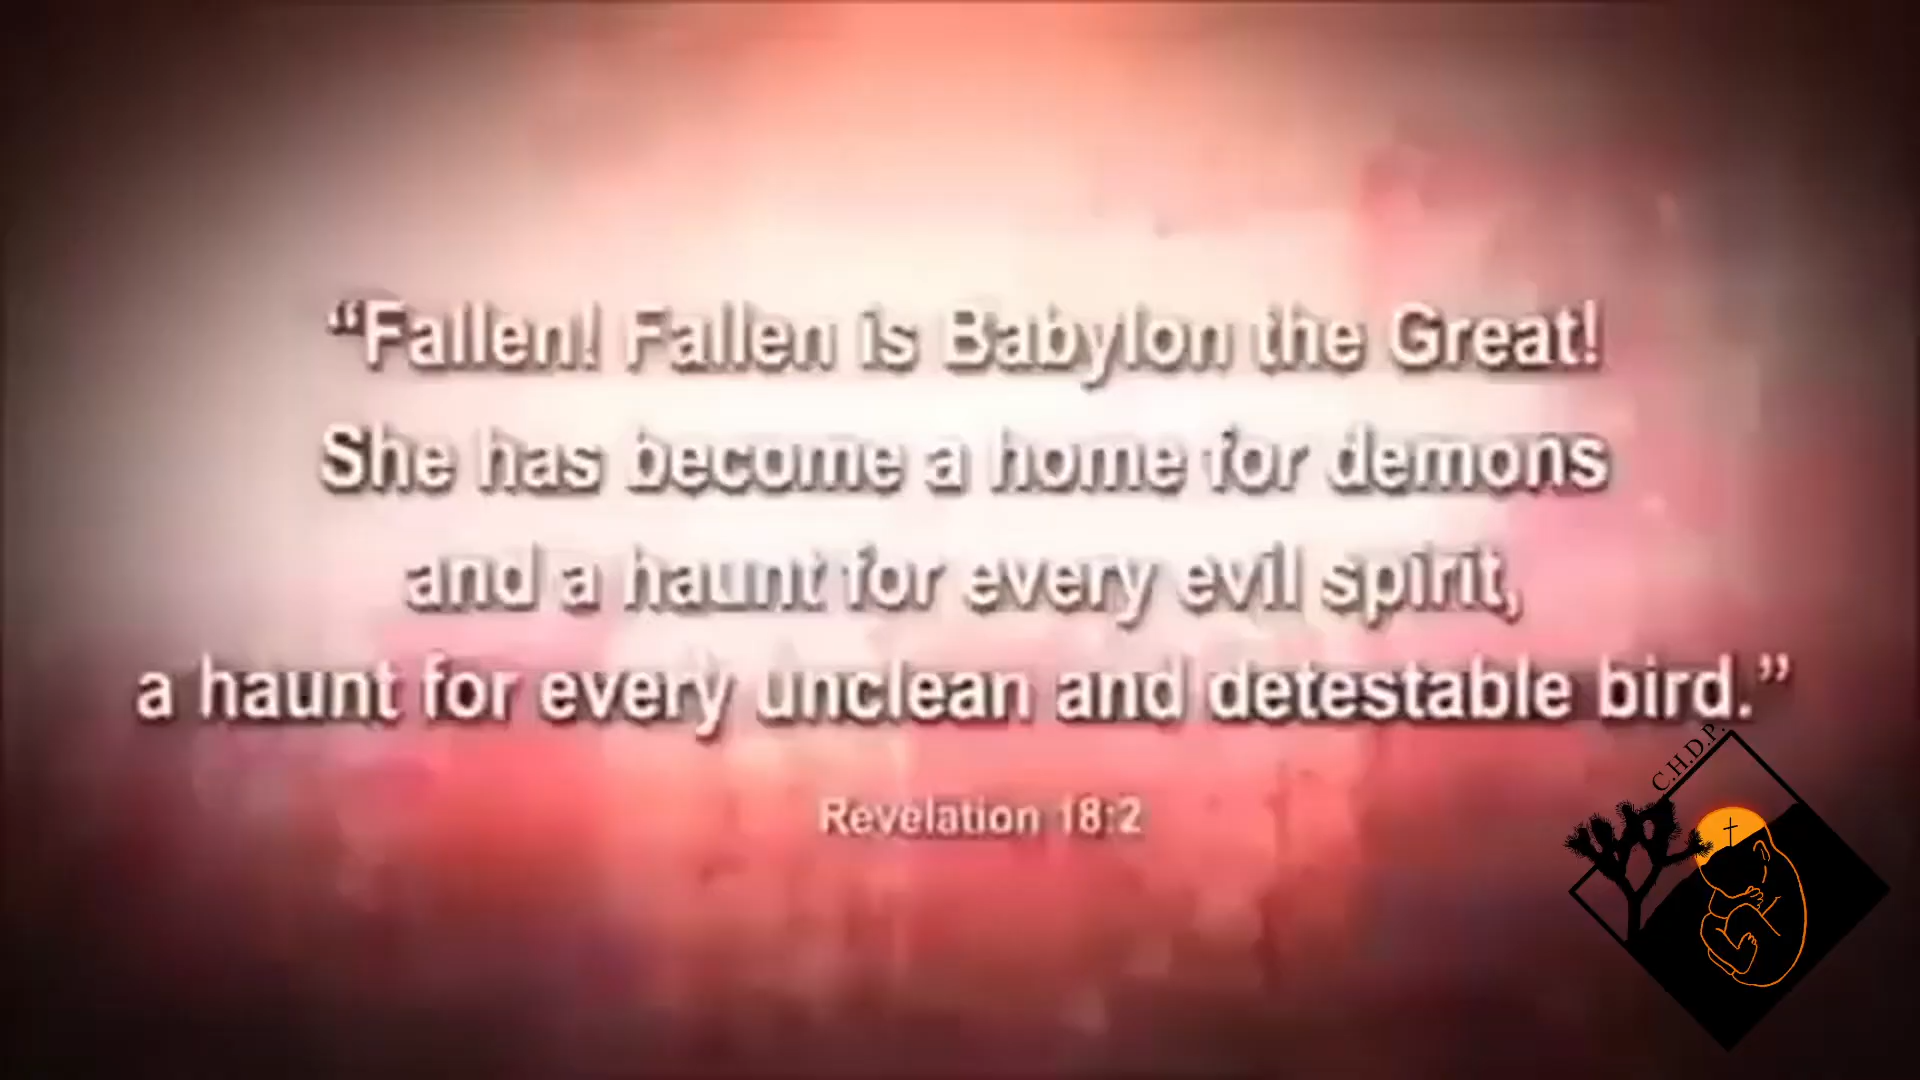 “Fallen! Fallen is Babylon the Great!
She has become a home for demons
and a haunt for every evil spirit,
a haunt for every unclean and detestable bird.”
Revelation 18:2
C.H.D.P.